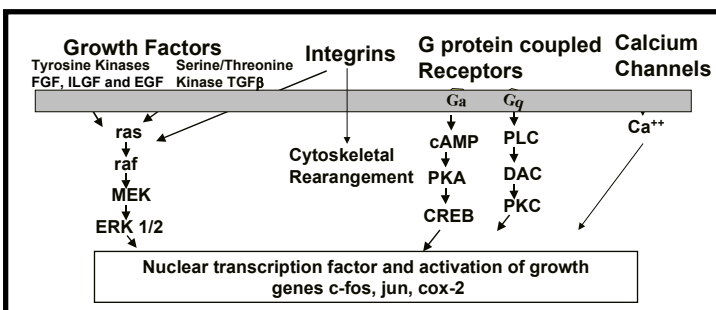 Growth Factors
Tyrosine Kinases
FGF, ILGF and EGF
Serine/Threonine
Kinase TGFβ
Integrins
G protein coupled
Receptors
Calcium
Channels
Ga
Gq
ras
raf
MEK
ERK 1/2
Cytoskeletal
Rearangement
cAMP
PKA
CREB
PLC
DAC
PKC
Ca++
Nuclear transcription factor and activation of growth
genes c-fos, jun, cox-2